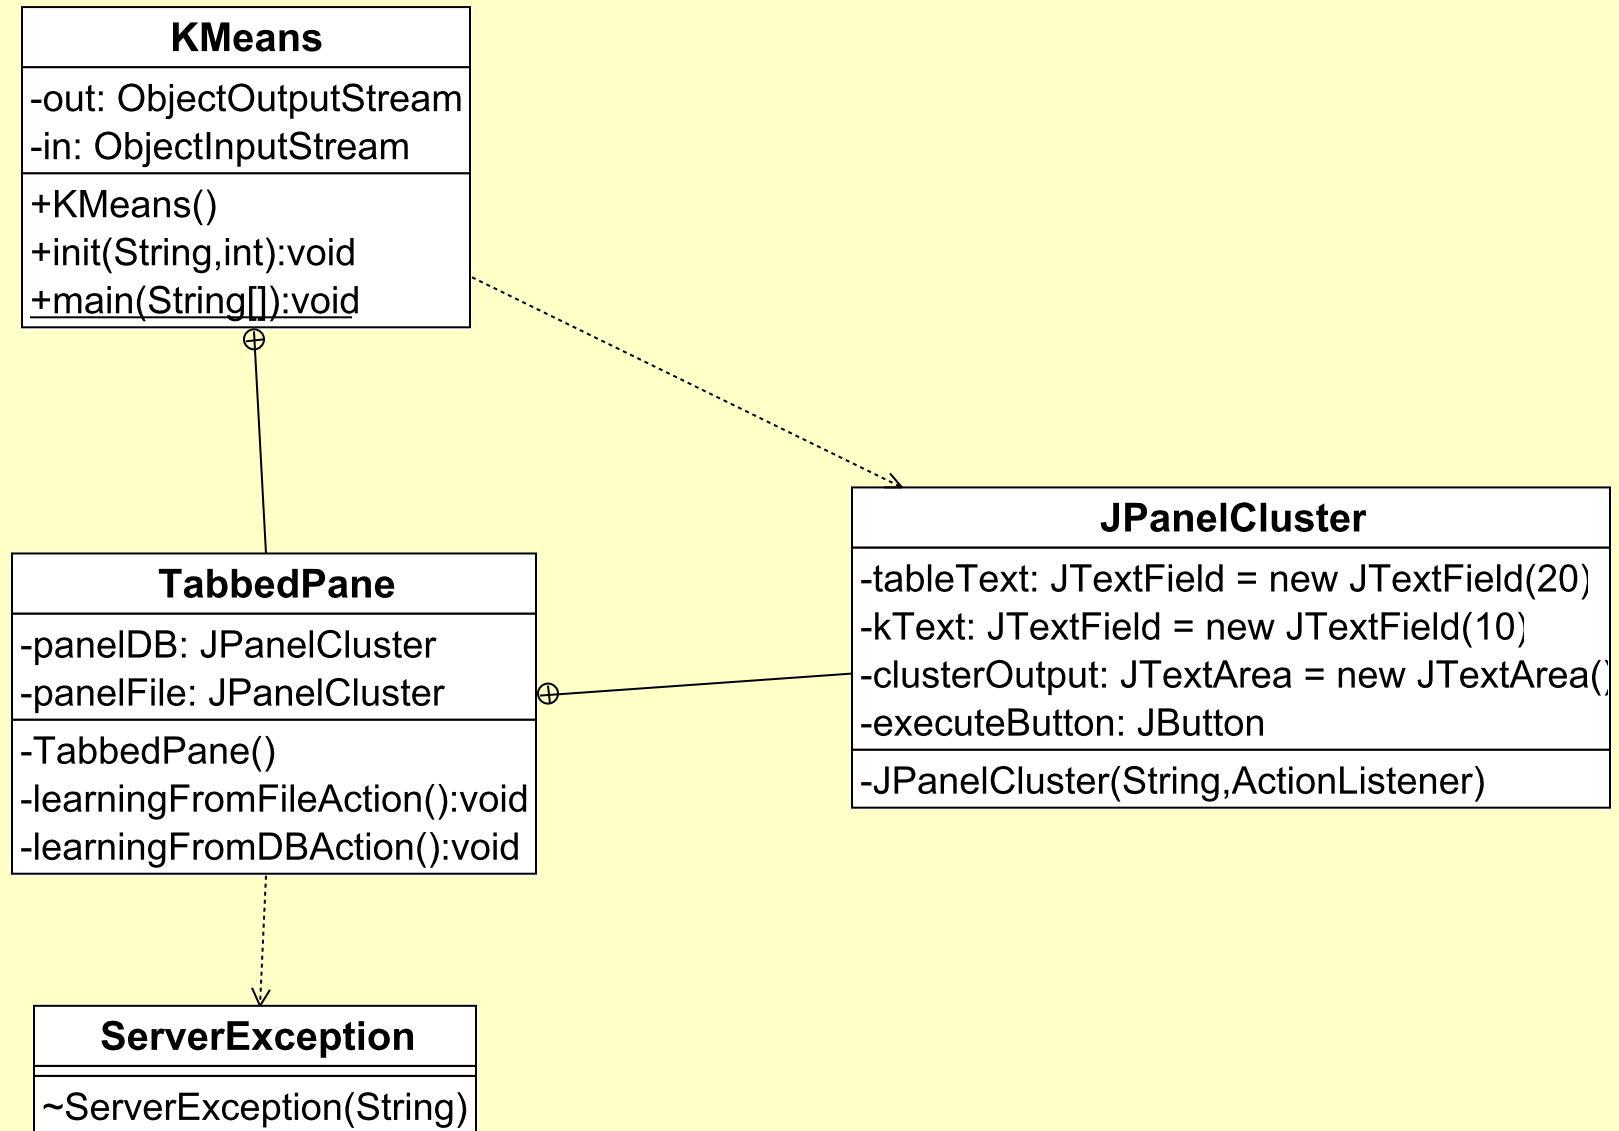 KMeans
-out: ObjectOutputStream
-in: ObjectInputStream
+KMeans()
+init(String,int):void
+main(String[]):void
TabbedPane
-panelDB: JPanelCluster
-panelFile: JPanelCluster
-TabbedPane()
-learningFromFileAction():void
-learningFromDBAction():void
JPanelCluster
-tableText: JTextField = new JTextField(20)
-kText: JTextField = new JTextField(10)
-clusterOutput: JTextArea = new JTextArea()
-executeButton: JButton
-JPanelCluster(String,ActionListener)
ServerException
~ServerException(String)